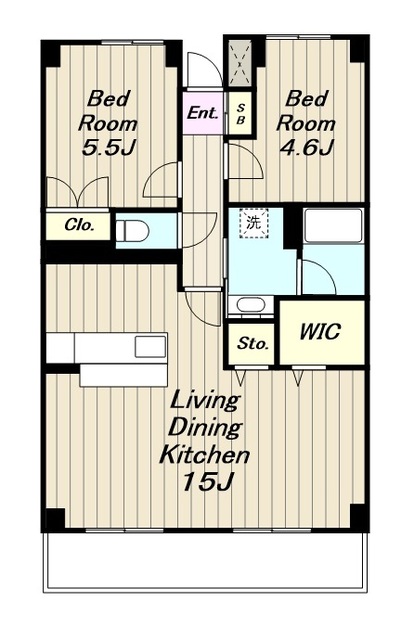 Bed
Room
5.5J
Ent.
S
B
Bed
Room
4.6J
Clo.
洗
Sto.
WIC
Living
Dining
Kitchen
15J